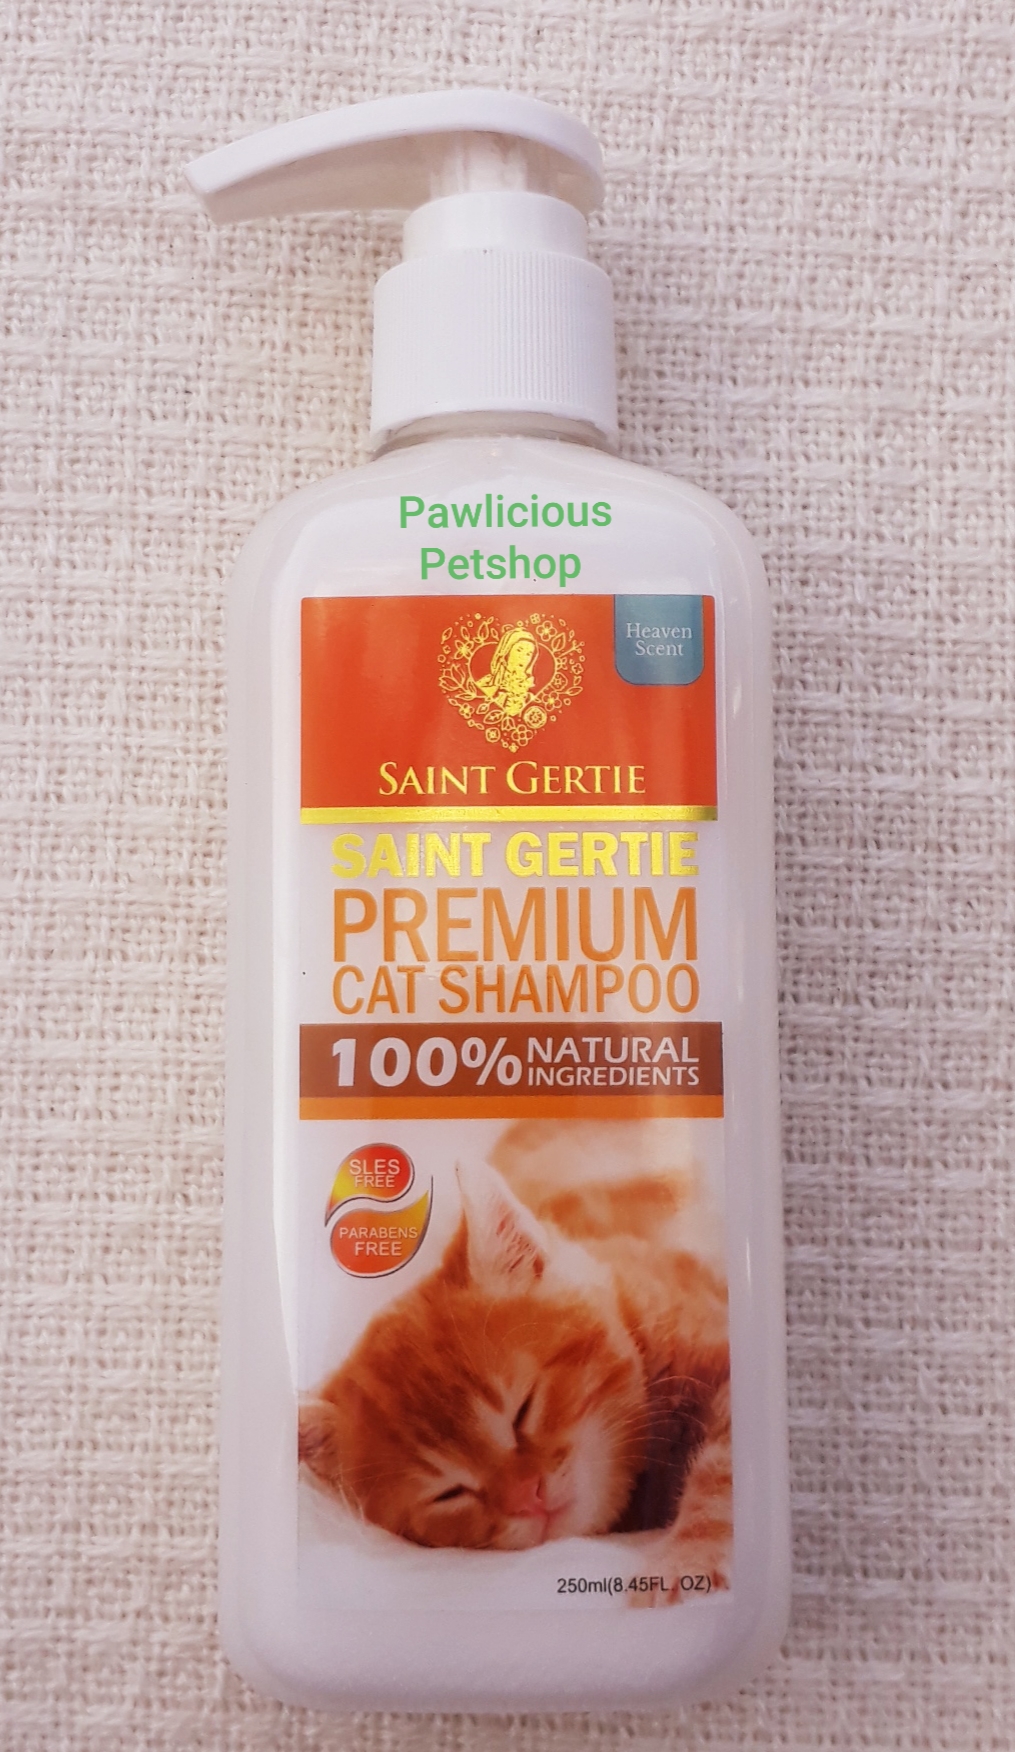 Pawlicious
Petshop
Heaven
Scent
SAINT GERTIE
SAINT GERTIE
PREMIUM
CAT SHAMPOO
100% NATURAL
INGREDIENTS
SLES
FREE
PARABENS
FREE
250ml(8.45FL. OZ)